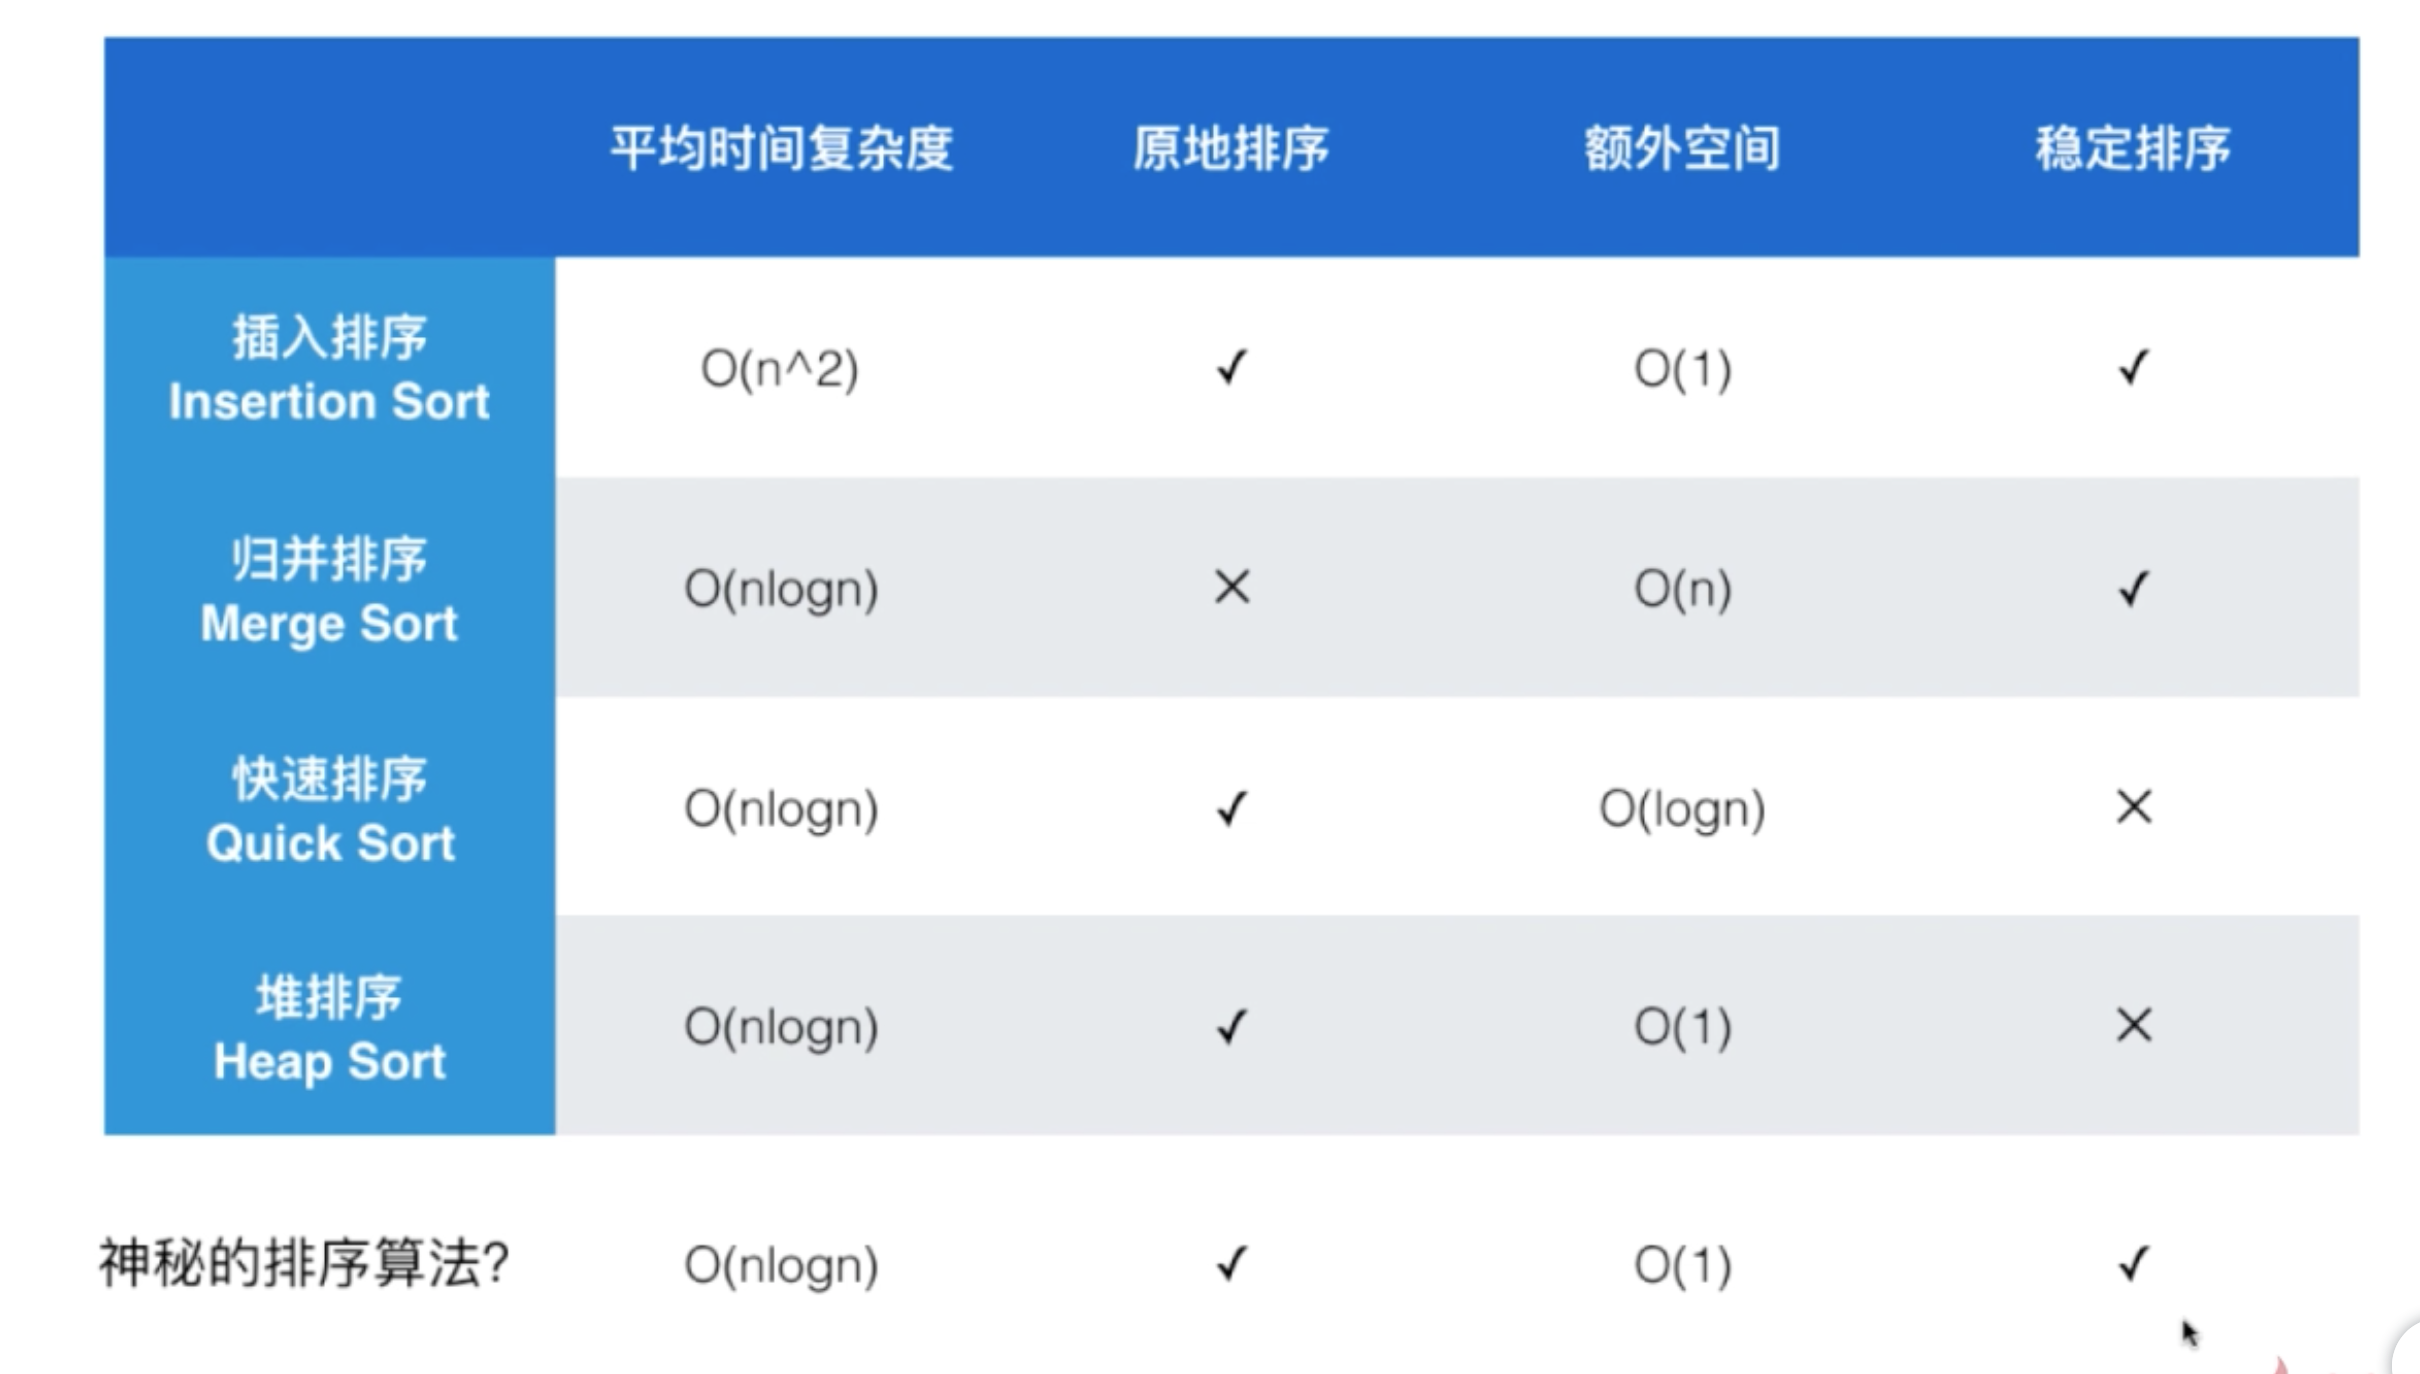 平均时间复杂度 原地排序 额外空间 稳定排序
插入排序
Insertion Sort
O(n^2) ✓ O(1) ✓
归并排序
Merge Sort
O(nlogn) × O(n) ✓
快速排序
Quick Sort
O(nlogn) ✓ O(logn) ×
堆排序
Heap Sort
O(nlogn) ✓ O(1) ×
神秘的排序算法? O(nlogn) ✓ O(1) ✓